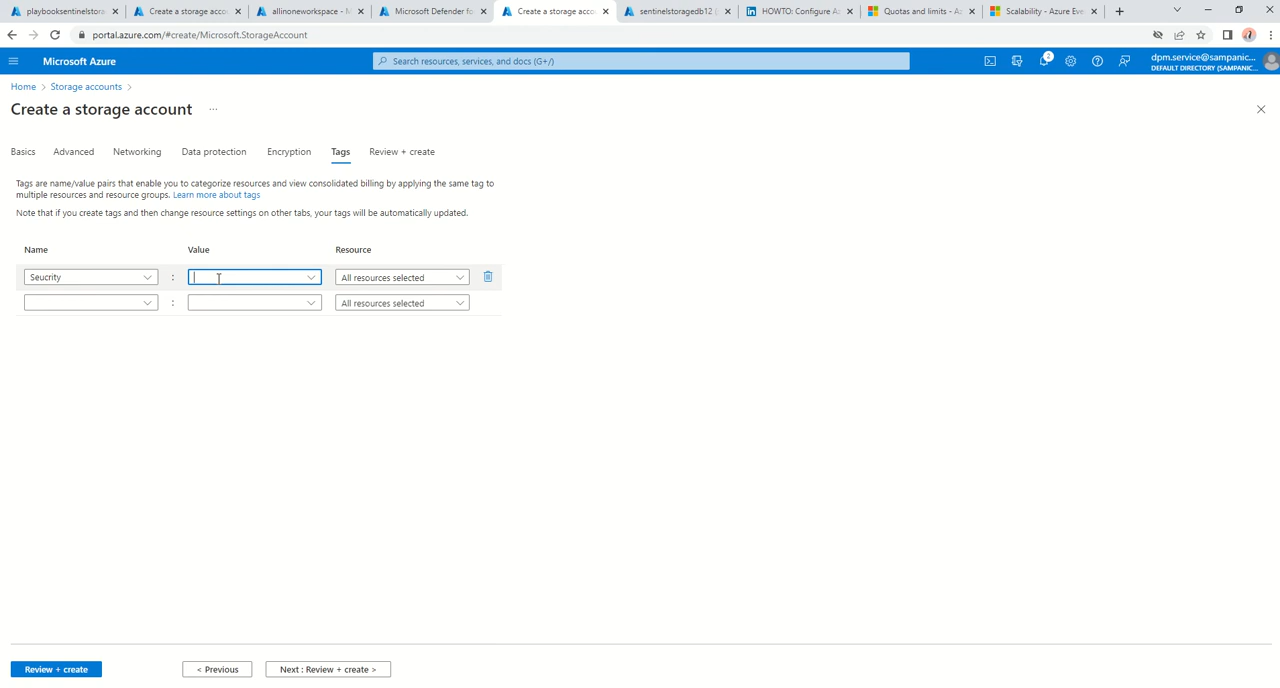 playbooksentinelstora
Create a storage acco
allinoneworkspace - M
Microsoft Defender fo
Create a storage acco
sentinelstoragedb12 (
HOWTO: Configure Az
Quotas and limits - Az
Scalability - Azure Eve
portal.azure.com/#create/Microsoft.StorageAccount
Microsoft Azure
Search resources, services, and docs (G+/)
2
dpm.service@sampanic...
DEFAULT DIRECTORY (SAMPANIC...
Home > Storage accounts >
Create a storage account ...
Basics Advanced Networking Data protection Encryption Tags Review + create
Tags are name/value pairs that enable you to categorize resources and view consolidated billing by applying the same tag to
multiple resources and resource groups. Learn more about tags
Note that if you create tags and then change resource settings on other tabs, your tags will be automatically updated.
Name Value Resource
Seucrity : All resources selected
: All resources selected
Review + create < Previous Next : Review + create >